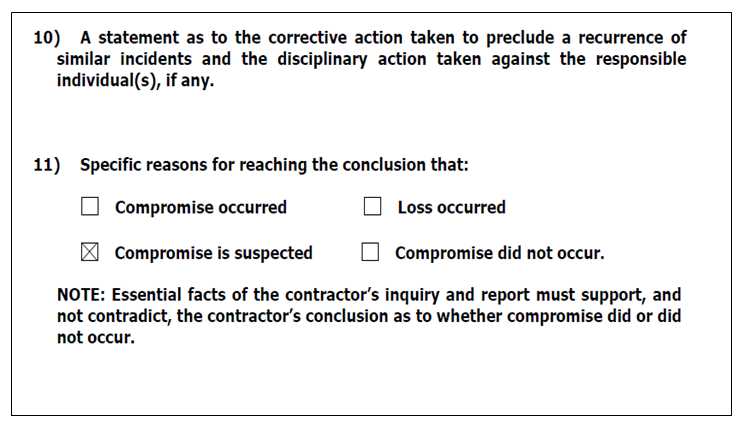 10) A statement as to the corrective action taken to preclude a recurrence of
similar incidents and the disciplinary action taken against the responsible
individual(s), if any.
11) Specific reasons for reaching the conclusion that:
☐ Compromise occurred ☐ Loss occurred
☒ Compromise is suspected ☐ Compromise did not occur.
NOTE: Essential facts of the contractor’s inquiry and report must support, and
not contradict, the contractor’s conclusion as to whether compromise did or did
not occur.